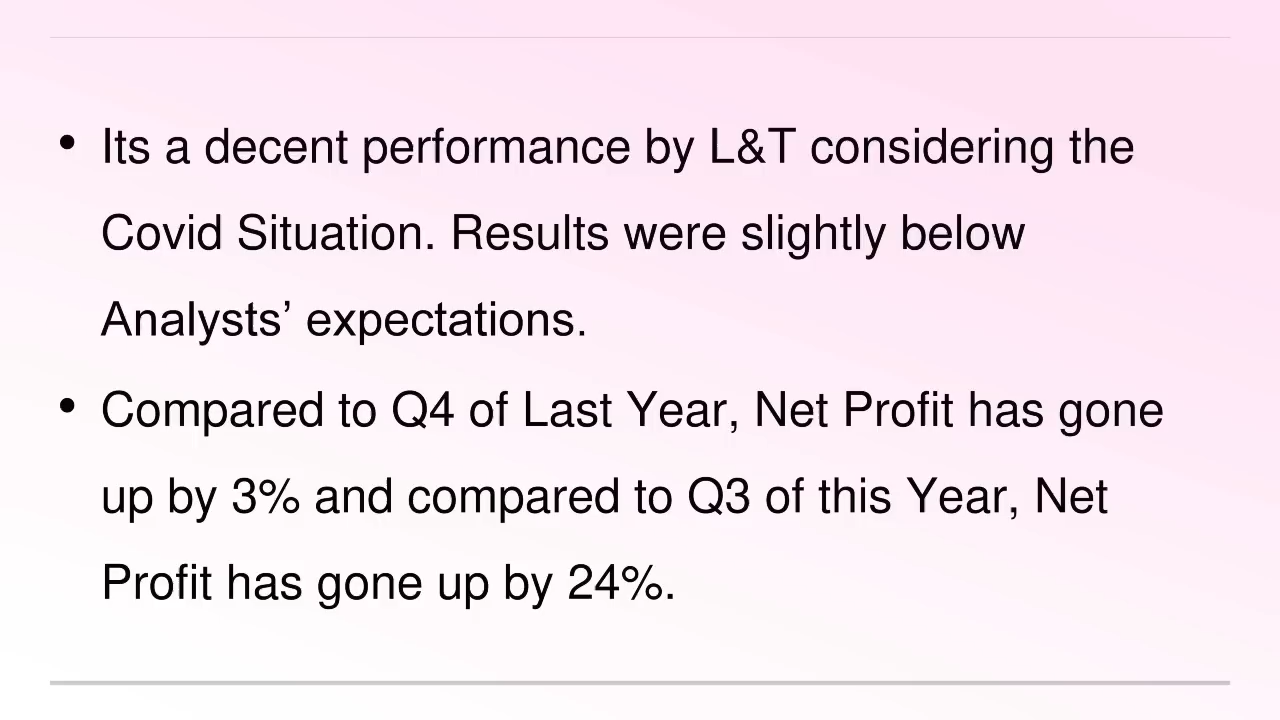 • Its a decent performance by L&T considering the
Covid Situation. Results were slightly below
Analysts’ expectations.
• Compared to Q4 of Last Year, Net Profit has gone
up by 3% and compared to Q3 of this Year, Net
Profit has gone up by 24%.